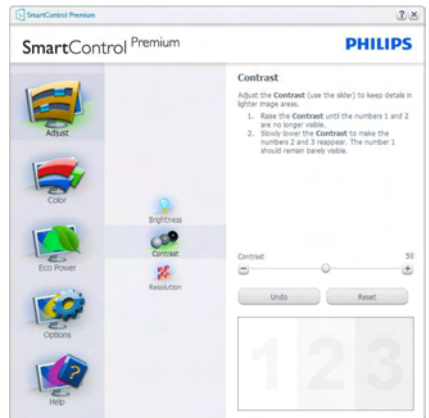 SmartControl Premium
SmartControl Premium
PHILIPS
Adjust
Color
Eco Power
Options
Help
Brightness
Contrast
Resolution
Contrast
Adjust the Contrast (use the slider) to keep details in
lighter image areas.
1. Raise the Contrast until the numbers 1 and 2
are no longer visible.
2. Slowly lower the Contrast to make the
numbers 2 and 3 reappear. The number 1
should remain barely visible.
Contrast 50
Undo Reset
1 2 3